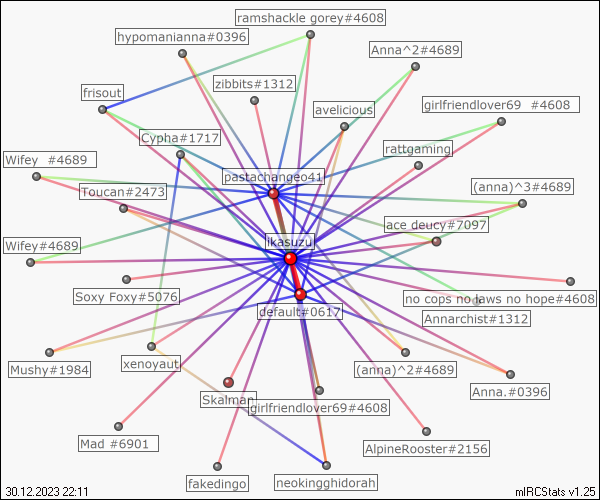 ramshackle gorey#4608
hypomanianna#0396
Anna^2#4689
zibbits#1312
frisout
avelicious
girlfriendlover69 #4608
Cypha#1717
rattgaming
Wifey #4689
pastachangeo41
(anna)^3#4689
Toucan#2473
ace deucy#7097
ikasuzu
Wifey#4689
Soxy Foxy#5076
no cops no laws no hope#4608
default#0617
Annarchist#1312
Mushy#1984
xenoyaut
(anna)^2#4689
Anna.#0396
Skalman
girlfriendlover69#4608
Mad #6901
AlpineRooster#2156
fakedingo
neokingghidorah
30.12.2023 22:11
mIRCStats v1.25